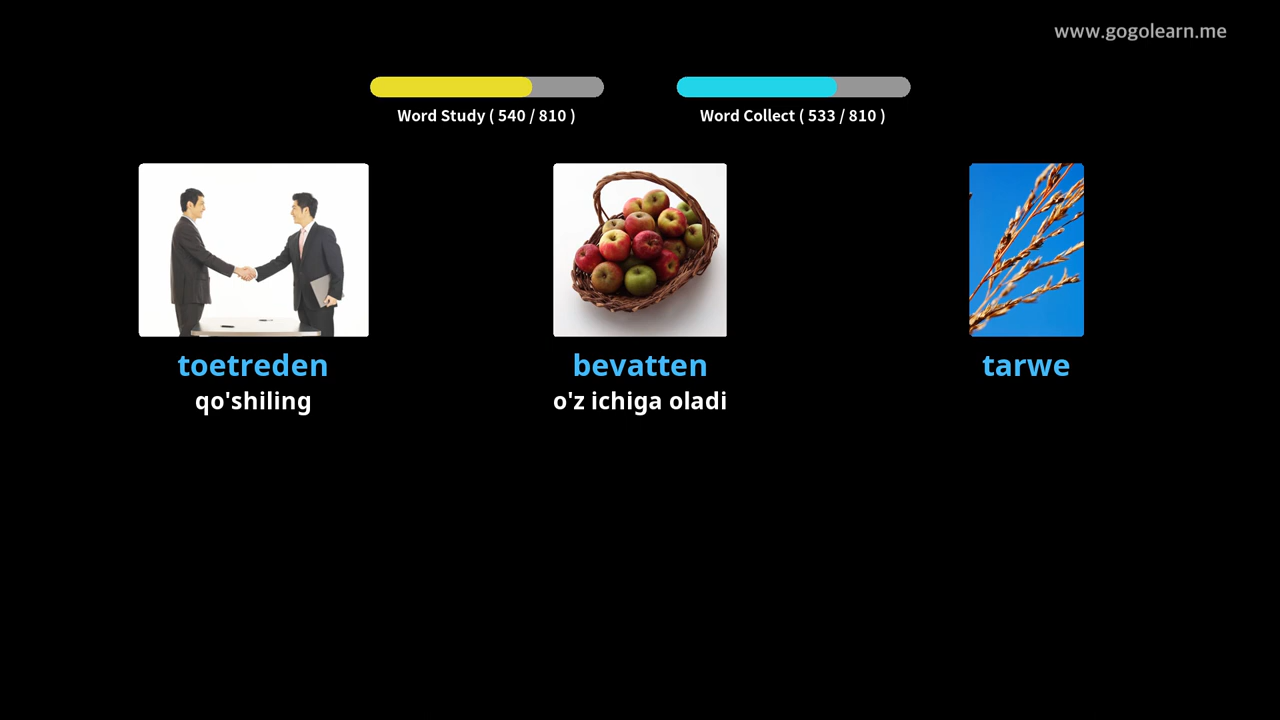 www.gogolearn.me
Word Study ( 540 / 810 )
Word Collect ( 533 / 810 )
toetreden
qo'shiling
bevatten
o'z ichiga oladi
tarwe